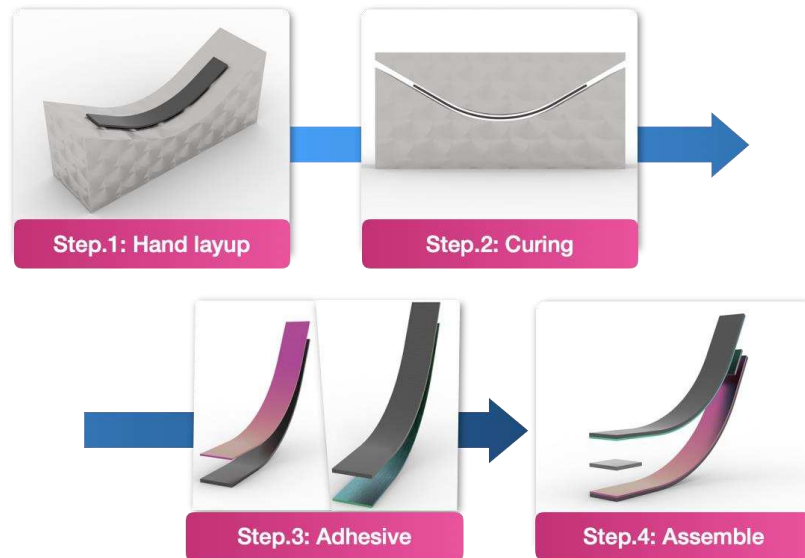 Step.1: Hand layup
Step.2: Curing
Step.3: Adhesive
Step.4: Assemble